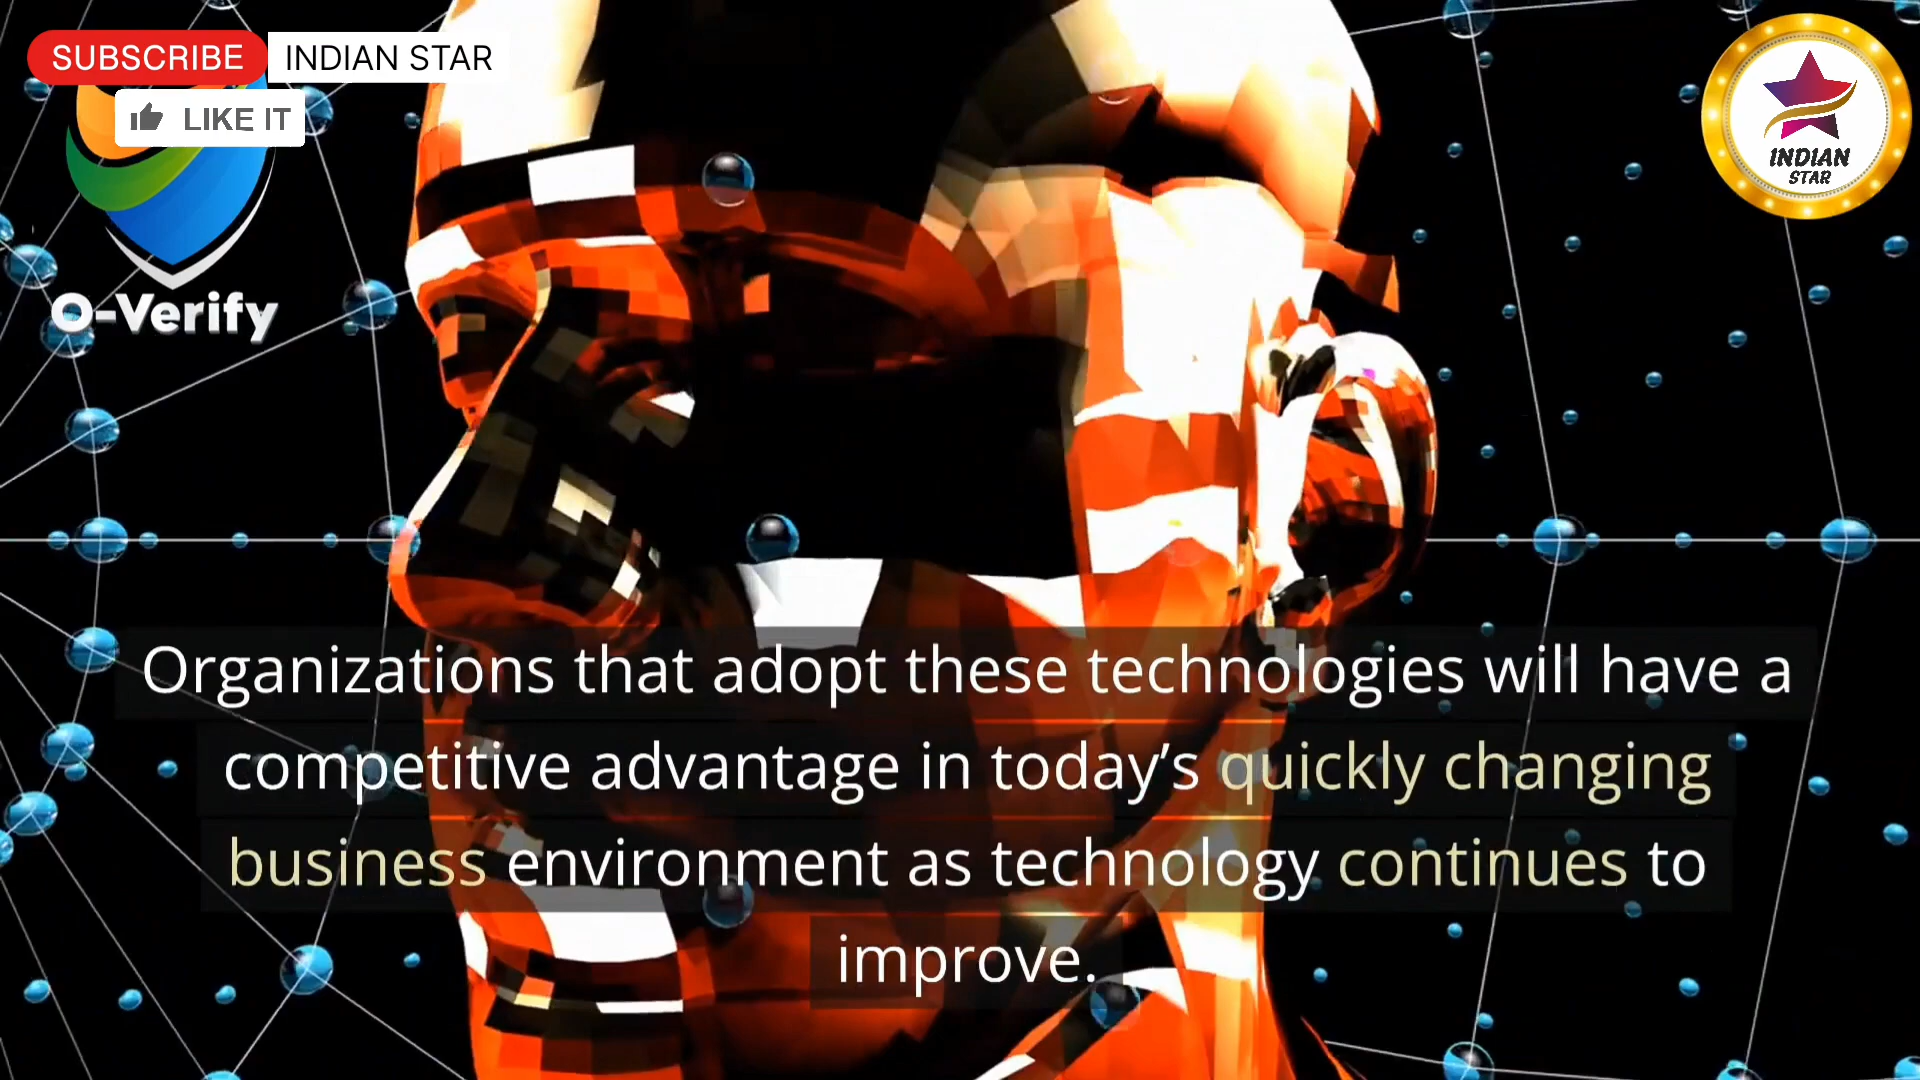 SUBSCRIBE INDIAN STAR
LIKE IT
INDIAN
STAR
O-Verify
Organizations that adopt these technologies will have a
competitive advantage in today’s quickly changing
business environment as technology continues to
improve.